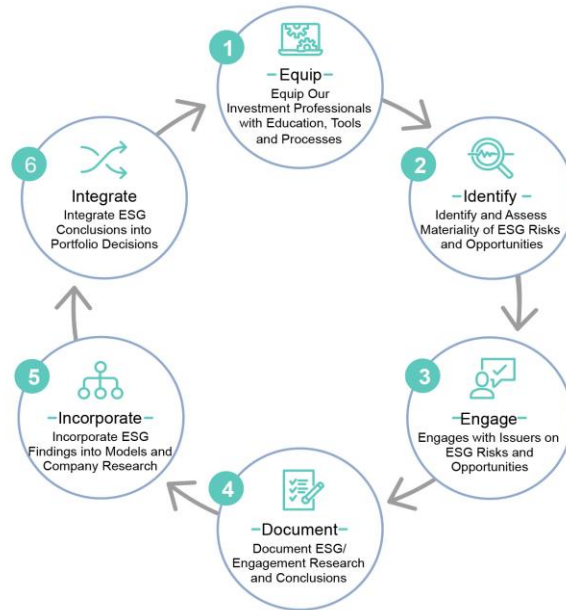 1
Equip
Equip Our
Investment Professionals
with Education, Tools
and Processes
2
Identify
Identify and Assess
Materiality of ESG Risks
and Opportunities
3
Engage
Engages with Issuers on
ESG Risks and
Opportunities
4
Document
Document ESG/
Engagement Research
and Conclusions
5
Incorporate
Incorporate ESG
Findings into Models and
Company Research
6
Integrate
Integrate ESG
Conclusions into
Portfolio Decisions